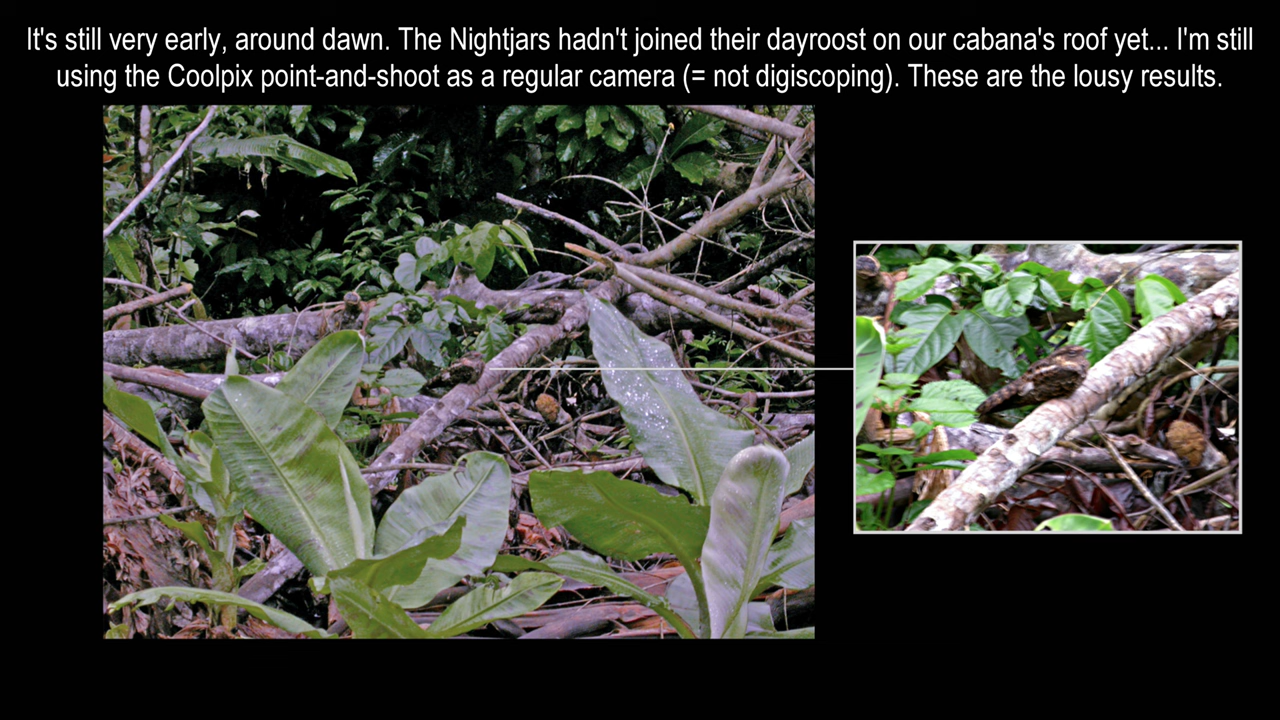 It's still very early, around dawn. The Nightjars hadn't joined their dayroost on our cabana's roof yet... I'm still
using the Coolpix point-and-shoot as a regular camera (= not digiscoping). These are the lousy results.